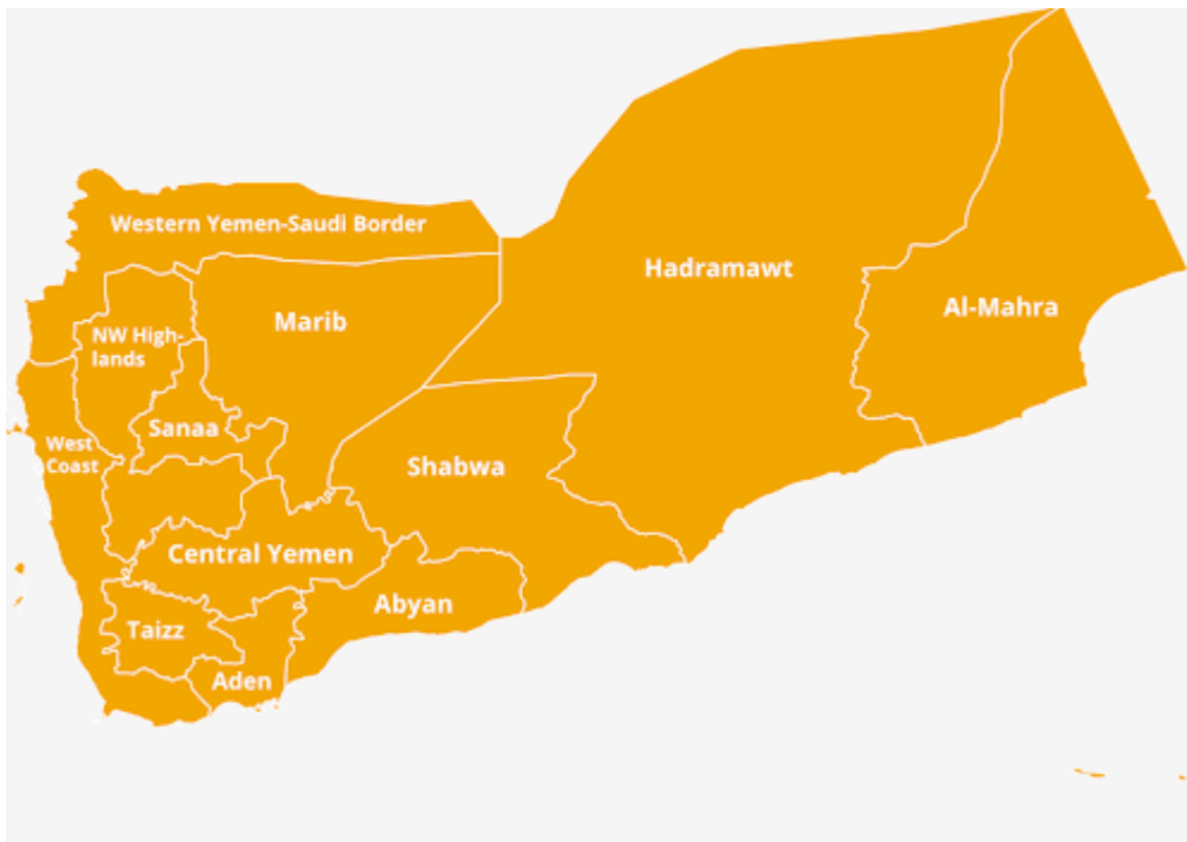 Western Yemen-Saudi Border
Hadramawt
Al-Mahra
Marib
NW High-
lands
Sanaa
West
Coast
Shabwa
Central Yemen
Abyan
Taizz
Aden